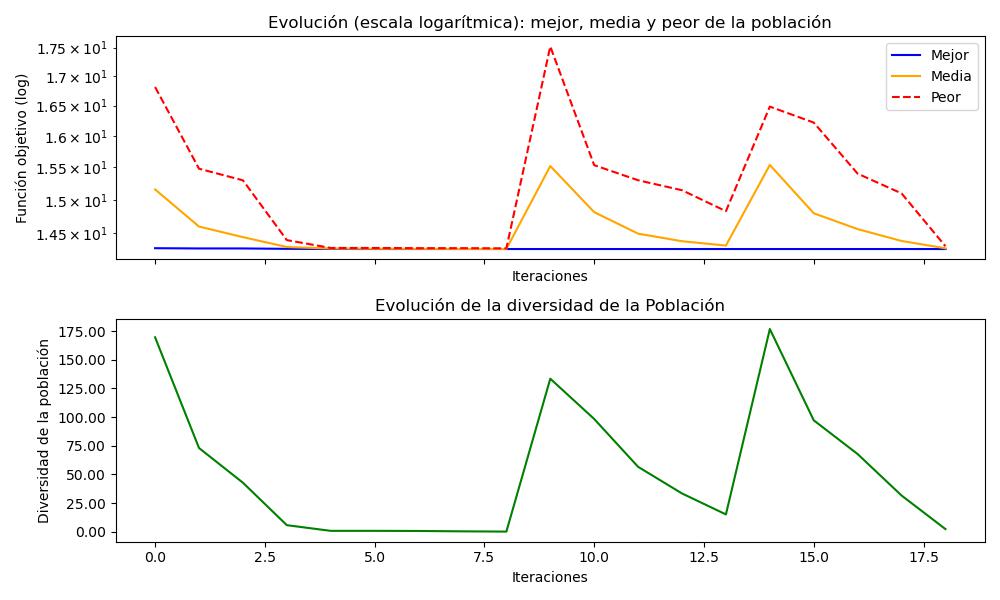 Evolución (escala logarítmica): mejor, media y peor de la población
Función objetivo (log)
1.75 × 10¹
1.7 × 10¹
1.65 × 10¹
1.6 × 10¹
1.55 × 10¹
1.5 × 10¹
1.45 × 10¹
Mejor
Media
Peor
Iteraciones
Evolución de la diversidad de la Población
Diversidad de la población
175.00
150.00
125.00
100.00
75.00
50.00
25.00
0.00
0.0 2.5 5.0 7.5 10.0 12.5 15.0 17.5
Iteraciones